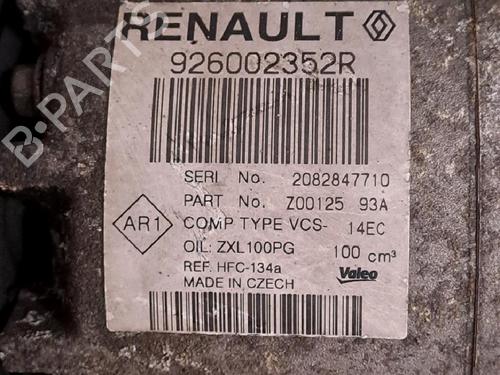 RENAULT
926002352R
SERI No. 2082847710
PART No. Z00125 93A
AR1
COMP TYPE VCS- 14EC
OIL: ZXL100PG 100 cm³
REF. HFC-134a
Valeo
MADE IN CZECH
B-PARTS